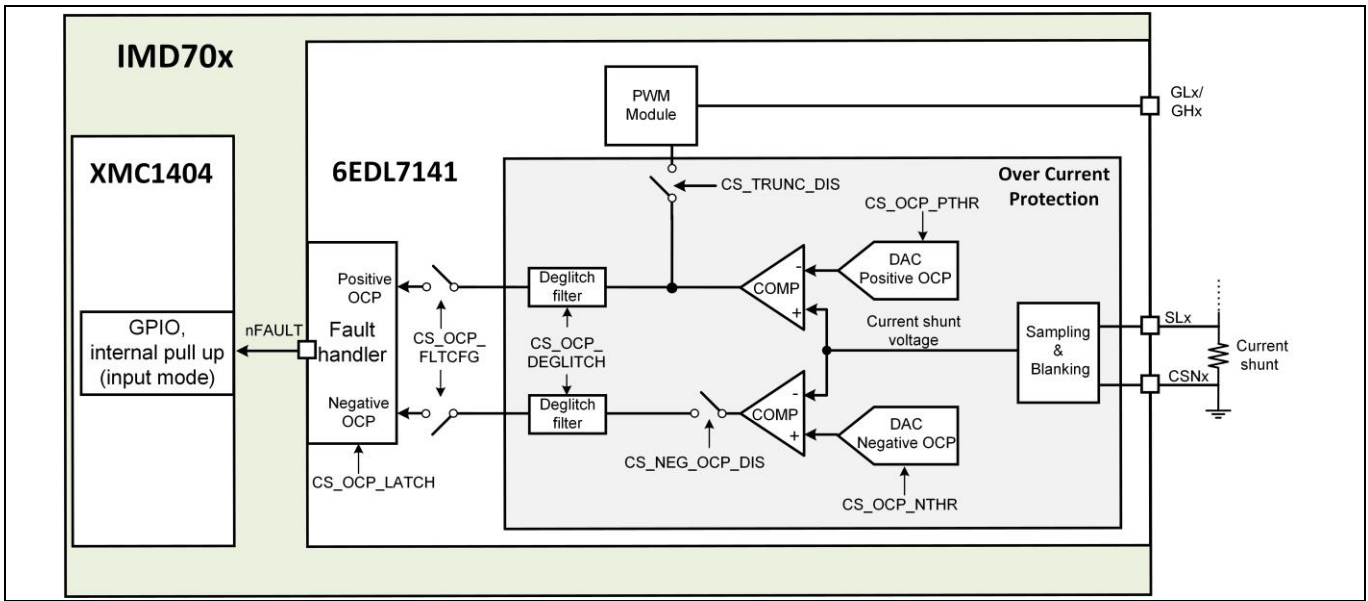 IMD70x
XMC1404
GPIO,
internal pull up
(input mode)
nFAULT
6EDL7141
Positive
OCP
Fault
handler
Negative
OCP
CS_OCP_LATCH
CS_OCP_
FLTCFG
Deglitch
filter
CS_OCP_
DEGLITCH
Deglitch
filter
PWM
Module
CS_TRUNC_DIS
Over Current
Protection
CS_OCP_PTHR
DAC
Positive OCP
-
COMP
+
Current shunt
voltage
-
COMP
+
CS_NEG_OCP_DIS
DAC
Negative OCP
CS_OCP_NTHR
Sampling
&
Blanking
GLx/
GHx
SLx
Current
shunt
CSNx